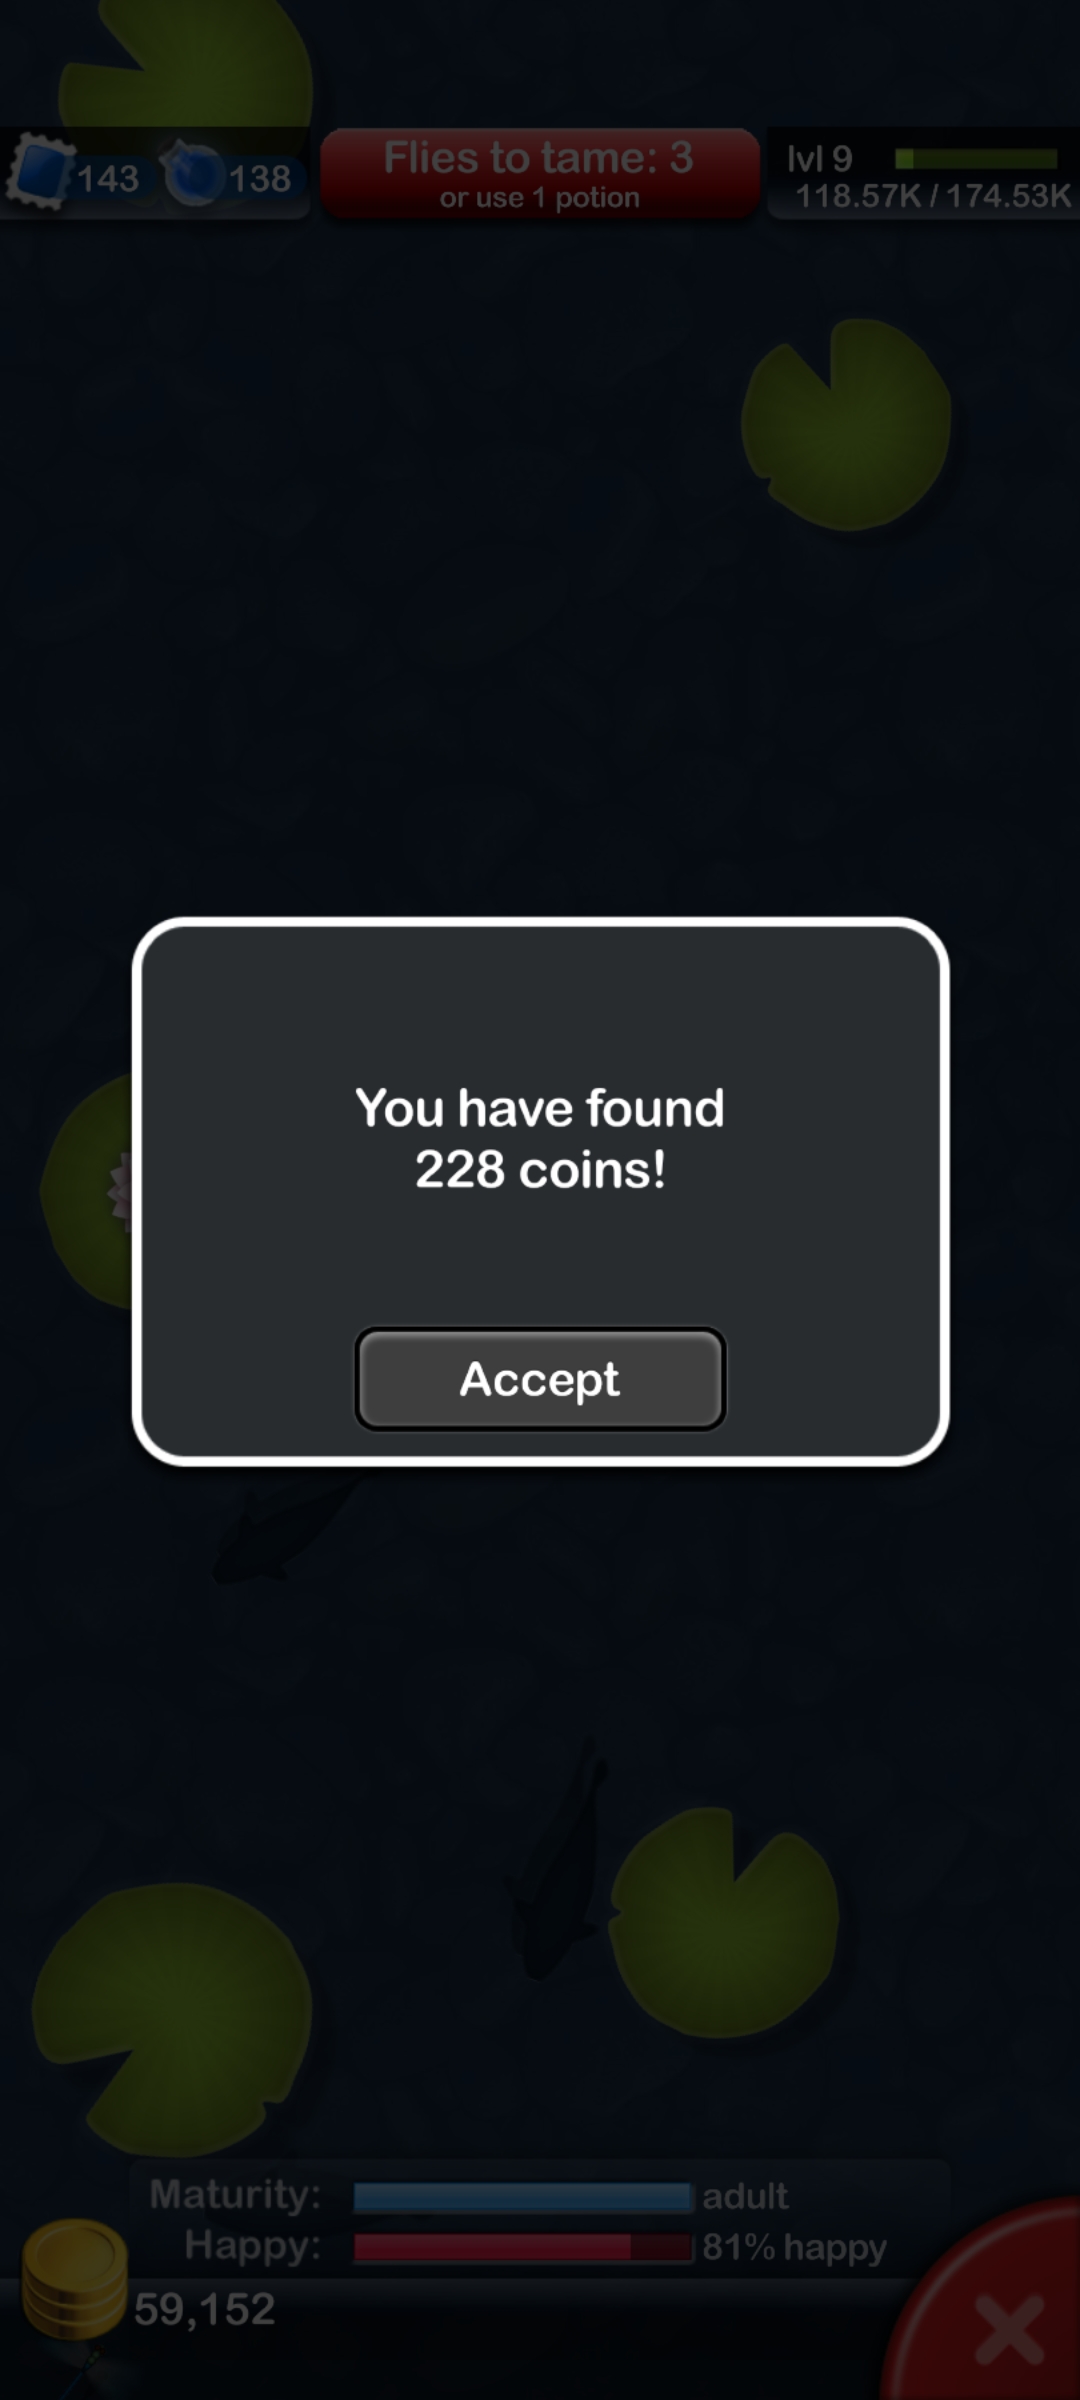 143
138
Flies to tame: 3
or use 1 potion
lvl 9
118.57K / 174.53K
You have found
228 coins!
Accept
Maturity:
adult
Happy:
81% happy
59,152